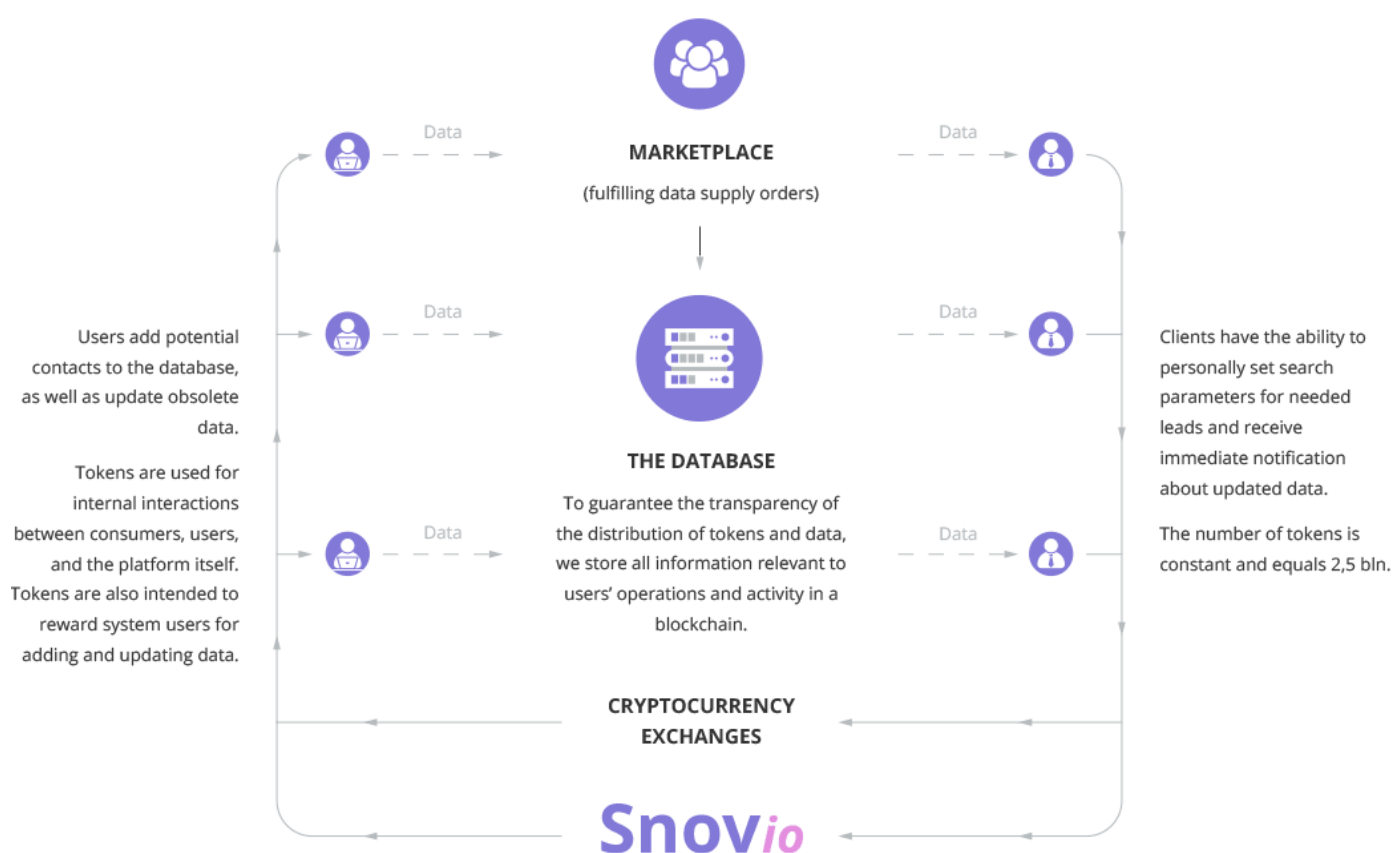 Data
Data
MARKETPLACE
(fulfilling data supply orders)
Data
Data
Users add potential
contacts to the database,
as well as update obsolete
data.
Tokens are used for
internal interactions
between consumers, users,
and the platform itself.
Tokens are also intended to
reward system users for
adding and updating data.
Clients have the ability to
personally set search
parameters for needed
leads and receive
immediate notification
about updated data.
The number of tokens is
constant and equals 2,5 bln.
THE DATABASE
To guarantee the transparency of
the distribution of tokens and data,
we store all information relevant to
users’ operations and activity in a
blockchain.
Data
Data
CRYPTOCURRENCY
EXCHANGES
Snovio